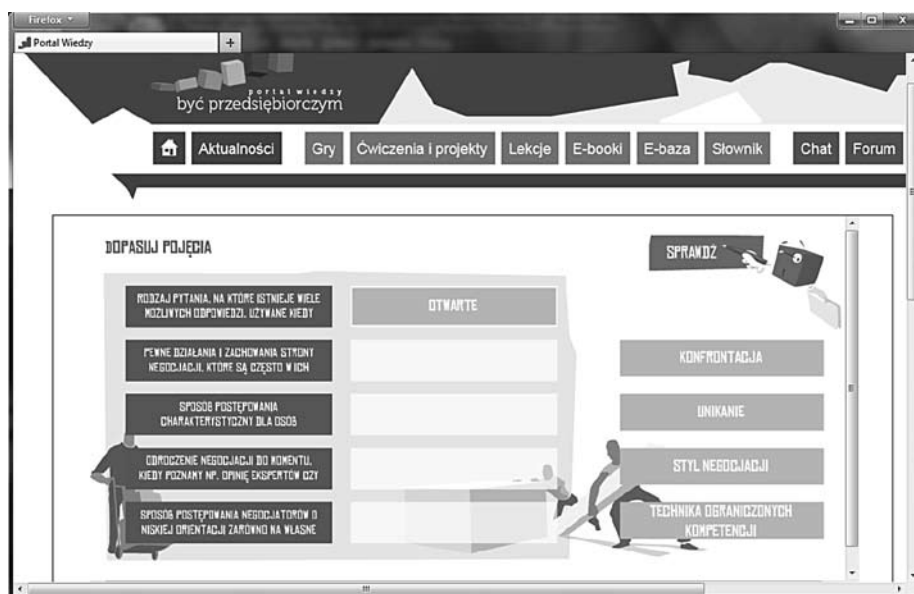 Firefox
Portal Wiedzy
+
portal wiedzy
być przedsiębiorczym
Aktualności Gry Ćwiczenia i projekty Lekcje E-booki E-baza Słownik Chat Forum
DOPASUJ POJĘCIA
SPRAWDŹ
RODZAJ PYTANIA, NA KTÓRE ISTNIEJE WIELE
MOŻLIWYCH ODPOWIEDZI, UŻYWANE KIEDY
OTWARTE
PEWNE DZIAŁANIA I ZACHOWANIA STRONY
NEGOCJACJI, KTÓRE SĄ CZĘSTO W ICH
KONFRONTACJA
SPOSÓB POSTĘPOWANIA
CHARAKTERYSTYCZNY DLA OSÓB
UNIKANIE
ODROCZENIE NEGOCJACJI DO MOMENTU,
KIEDY POZNAMY NP. OPINIĘ EKSPERTÓW CZY
STYL NEGOCJACJI
SPOSÓB POSTĘPOWANIA NEGOCJATORÓW O
NISKIEJ ORIENTACJI ZARÓWNO NA WŁASNE
TECHNIKA OGRANICZONYCH
KOMPETENCJI